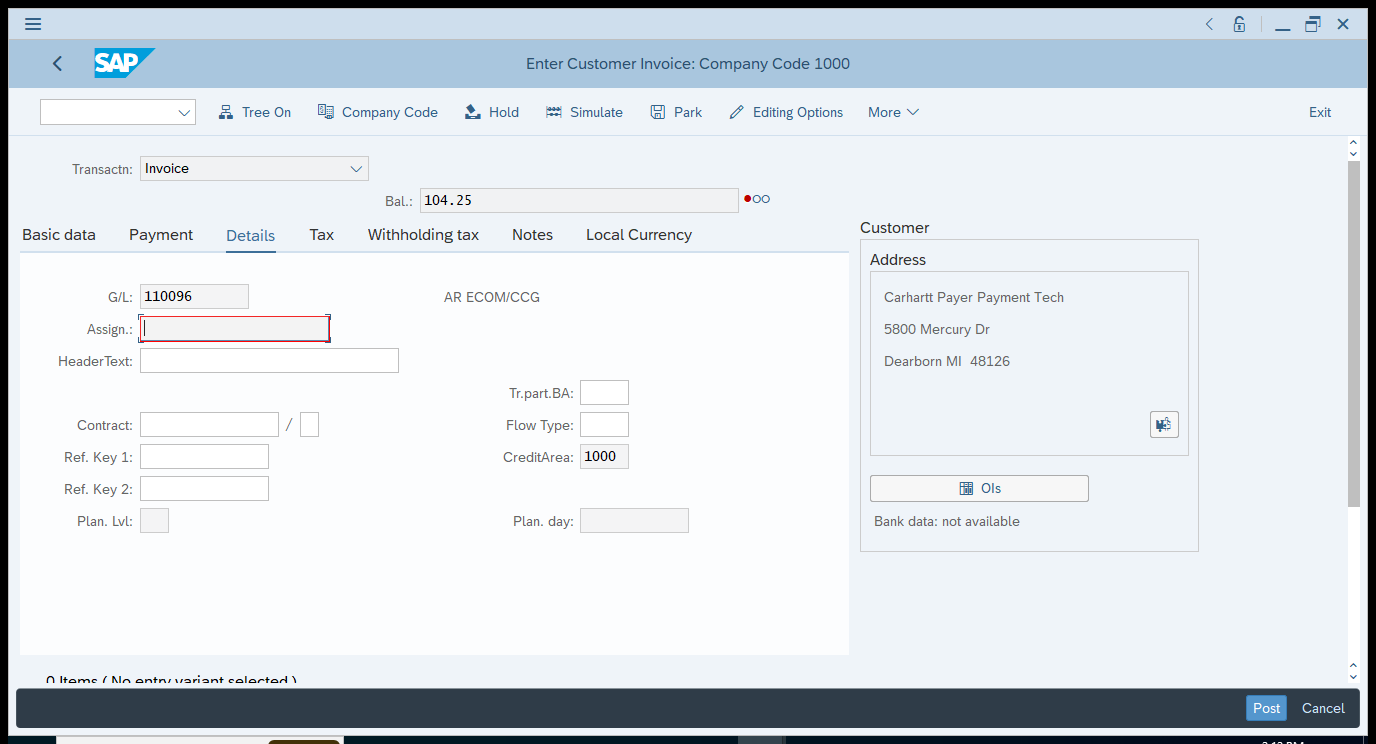 SAP
Enter Customer Invoice: Company Code 1000
Tree On Company Code Hold Simulate Park Editing Options More Exit
Transactn: Invoice
Bal.: 104.25
Basic data Payment Details Tax Withholding tax Notes Local Currency
G/L: 110096 AR ECOM/CCG
Assign.:
HeaderText:
Tr.part.BA:
Contract: / Flow Type:
Ref. Key 1: CreditArea: 1000
Ref. Key 2:
Plan. Lvl: Plan. day:
Customer
Address
Carhartt Payer Payment Tech
5800 Mercury Dr
Dearborn MI 48126
OIs
Bank data: not available
0 Items ( No entry variant selected )
Post Cancel